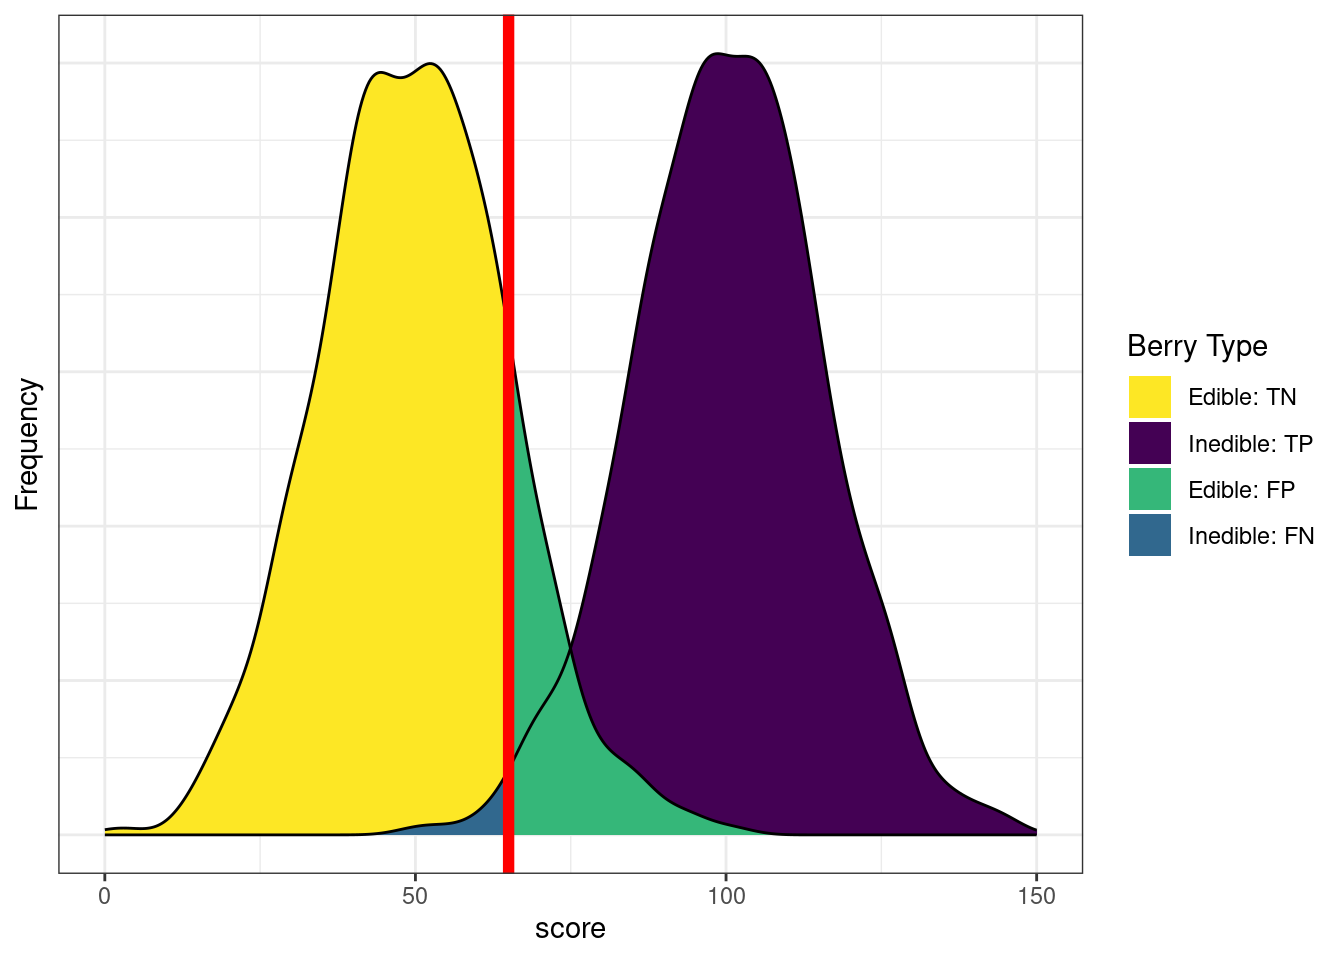 Frequency
0
50
100
150
score
Berry Type
Edible: TN
Inedible: TP
Edible: FP
Inedible: FN